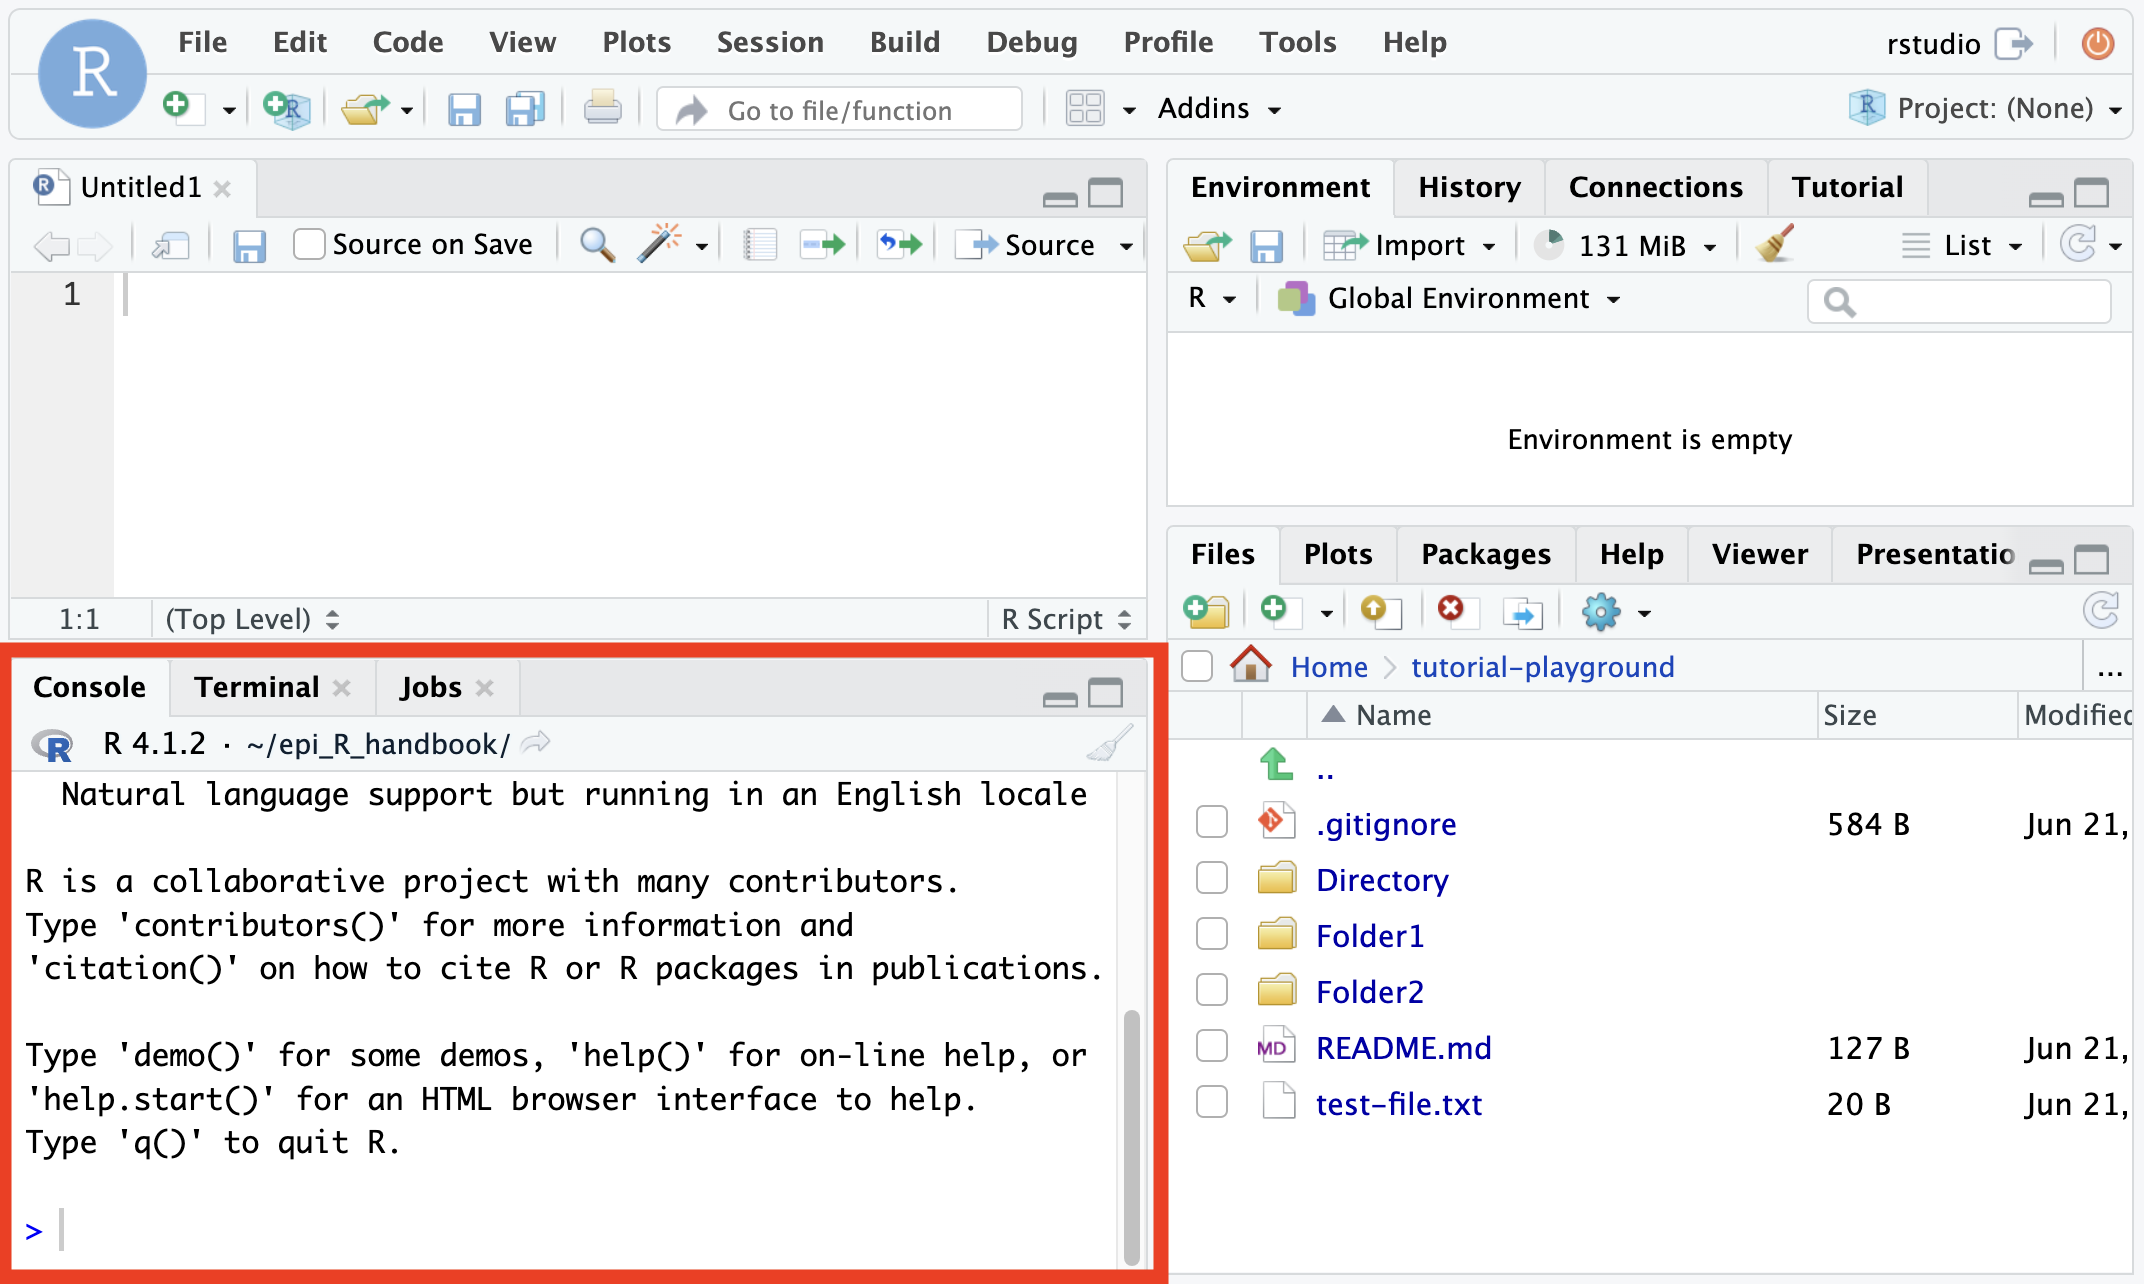 R
File Edit Code View Plots Session Build Debug Profile Tools Help
rstudio
Go to file/function
Addins
Project: (None)
Untitled1
Source on Save
Source
1
1:1
(Top Level)
R Script
Console Terminal Jobs
R 4.1.2 · ~/epi_R_handbook/
Natural language support but running in an English locale
R is a collaborative project with many contributors.
Type 'contributors()' for more information and
'citation()' on how to cite R or R packages in publications.
Type 'demo()' for some demos, 'help()' for on-line help, or
'help.start()' for an HTML browser interface to help.
Type 'q()' to quit R.
>
Environment History Connections Tutorial
Import
131 MiB
List
R
Global Environment
Environment is empty
Files Plots Packages Help Viewer Presentatio
Home tutorial-playground
...
Name Size Modified
..
.gitignore 584 B Jun 21,
Directory
Folder1
Folder2
MD README.md 127 B Jun 21,
test-file.txt 20 B Jun 21,